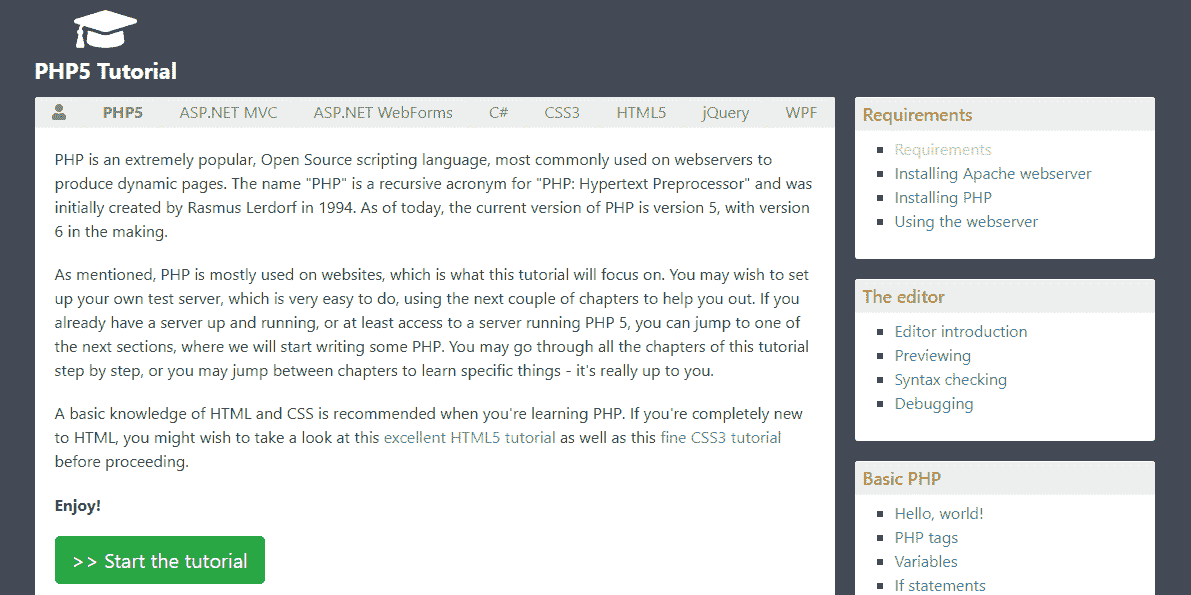 PHP5 Tutorial
PHP5 ASP.NET MVC ASP.NET WebForms C# CSS3 HTML5 jQuery WPF
PHP is an extremely popular, Open Source scripting language, most commonly used on webservers to
produce dynamic pages. The name "PHP" is a recursive acronym for "PHP: Hypertext Preprocessor" and was
initially created by Rasmus Lerdorf in 1994. As of today, the current version of PHP is version 5, with version
6 in the making.
As mentioned, PHP is mostly used on websites, which is what this tutorial will focus on. You may wish to set
up your own test server, which is very easy to do, using the next couple of chapters to help you out. If you
already have a server up and running, or at least access to a server running PHP 5, you can jump to one of
the next sections, where we will start writing some PHP. You may go through all the chapters of this tutorial
step by step, or you may jump between chapters to learn specific things - it's really up to you.
A basic knowledge of HTML and CSS is recommended when you're learning PHP. If you're completely new
to HTML, you might wish to take a look at this excellent HTML5 tutorial as well as this fine CSS3 tutorial
before proceeding.
Enjoy!
>> Start the tutorial
Requirements
Requirements
Installing Apache webserver
Installing PHP
Using the webserver
The editor
Editor introduction
Previewing
Syntax checking
Debugging
Basic PHP
Hello, world!
PHP tags
Variables
If statements